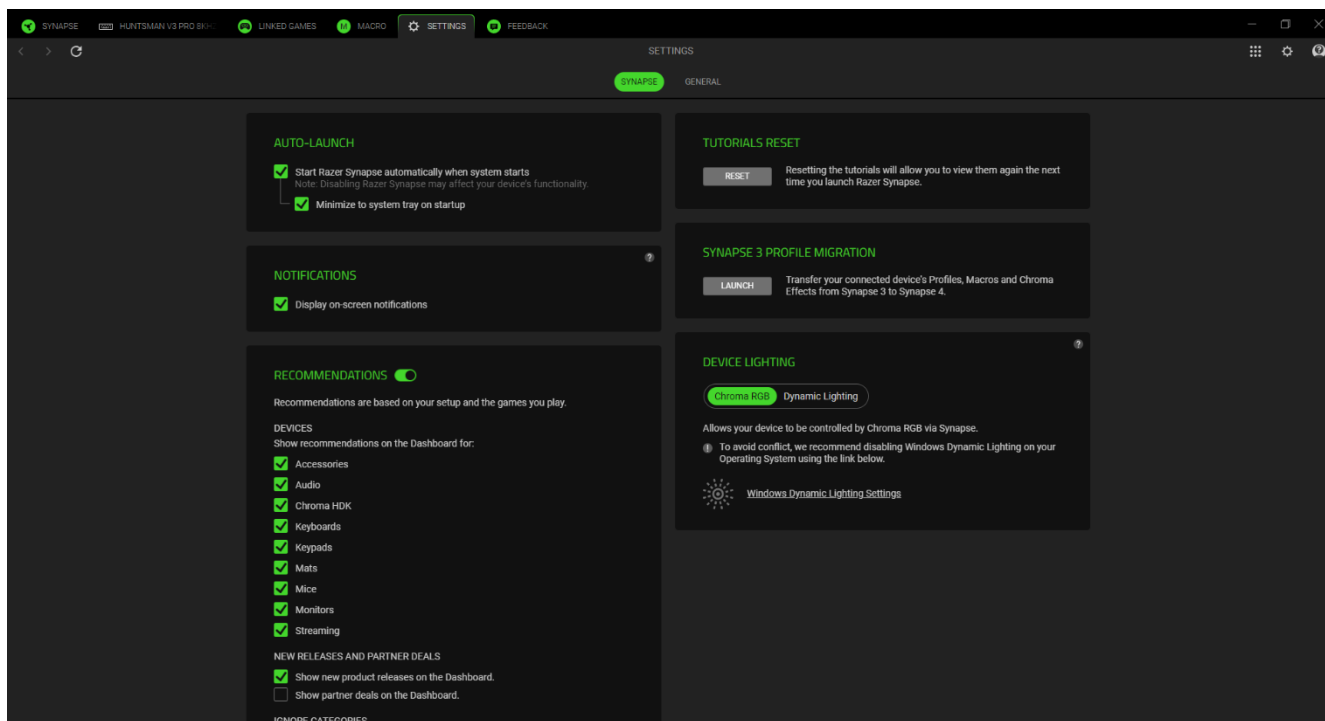 SYNAPSE HUNTSMAN V3 PRO 8KHZ LINKED GAMES M MACRO SETTINGS FEEDBACK
SETTINGS
SYNAPSE GENERAL
AUTO-LAUNCH
Start Razer Synapse automatically when system starts
Note: Disabling Razer Synapse may affect your device's functionality.
Minimize to system tray on startup
NOTIFICATIONS
Display on-screen notifications
RECOMMENDATIONS
Recommendations are based on your setup and the games you play.
DEVICES
Show recommendations on the Dashboard for:
Accessories
Audio
Chroma HDK
Keyboards
Keypads
Mats
Mice
Monitors
Streaming
NEW RELEASES AND PARTNER DEALS
Show new product releases on the Dashboard.
Show partner deals on the Dashboard.
IGNORE CATEGORIES
TUTORIALS RESET
RESET
Resetting the tutorials will allow you to view them again the next
time you launch Razer Synapse.
SYNAPSE 3 PROFILE MIGRATION
LAUNCH
Transfer your connected device's Profiles, Macros and Chroma
Effects from Synapse 3 to Synapse 4.
DEVICE LIGHTING
Chroma RGB Dynamic Lighting
Allows your device to be controlled by Chroma RGB via Synapse.
To avoid conflict, we recommend disabling Windows Dynamic Lighting on your
Operating System using the link below.
Windows Dynamic Lighting Settings